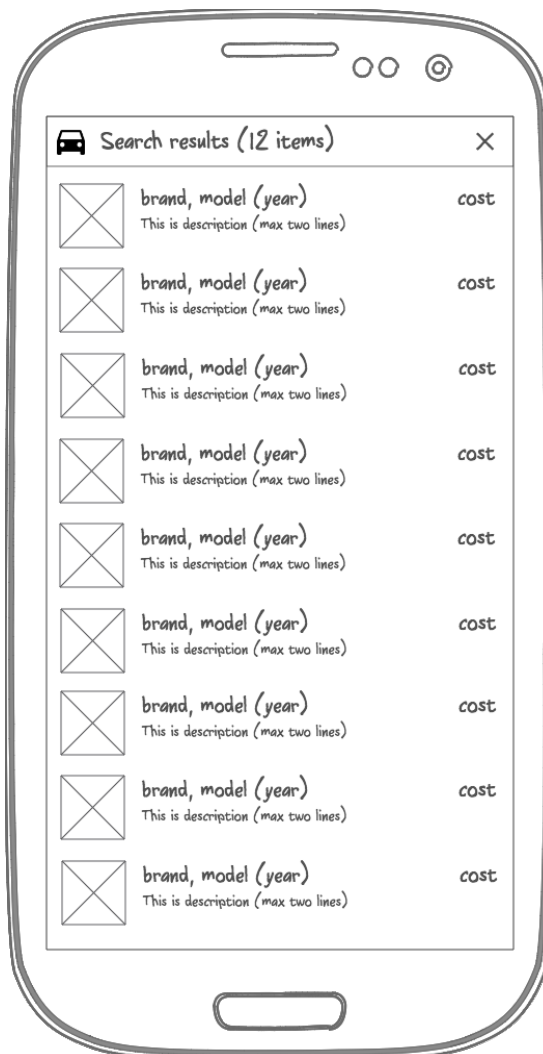 Search results (12 items)
brand, model (year) cost
This is description (max two lines)
brand, model (year) cost
This is description (max two lines)
brand, model (year) cost
This is description (max two lines)
brand, model (year) cost
This is description (max two lines)
brand, model (year) cost
This is description (max two lines)
brand, model (year) cost
This is description (max two lines)
brand, model (year) cost
This is description (max two lines)
brand, model (year) cost
This is description (max two lines)
brand, model (year) cost
This is description (max two lines)